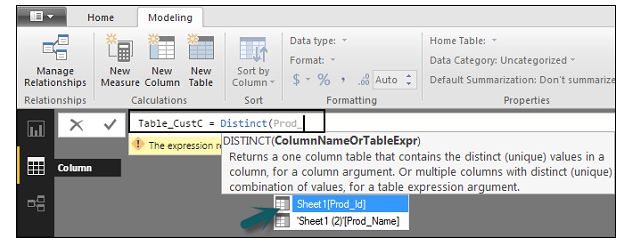 Home Modeling
Data type:
Home Table:
Format:
Data Category: Uncategorized
$ % , .00 Auto
Default Summarization: Don't summarize
Manage Relationships
New Measure
New Column
New Table
Sort by Column
Relationships
Calculations
Sort
Formatting
Properties
Table_CustC = Distinct(Prod_
The expression re
DISTINCT(ColumnNameOrTableExpr)
Returns a one column table that contains the distinct (unique) values in a
column, for a column argument. Or multiple columns with distinct (unique)
combination of values, for a table expression argument.
Column
Sheet1[Prod_Id]
'Sheet1 (2)'[Prod_Name]